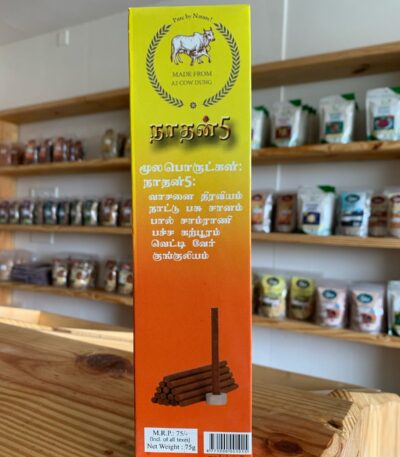 Pure by Nature!
MADE FROM
A2 COW DUNG
நாதன்5
மூலபொருட்கள்:
நாதன்5:
வாசனை திரவியம்
நாட்டு பசு சானம்
பால் சாம்ராணி
பச்ச கற்பூரம்
வெட்டி வேர்
குங்குலியம்
M.R.P.: 75/-
(Incl. of all taxes)
Net Weight : 75g